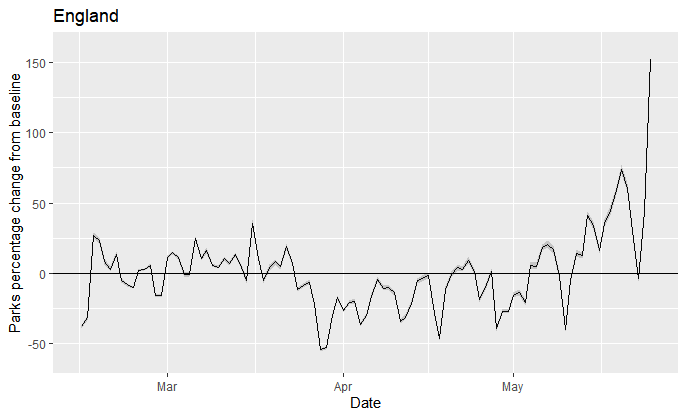 England
Parks percentage change from baseline
150
100
50
0
-50
Mar
Apr
May
Date